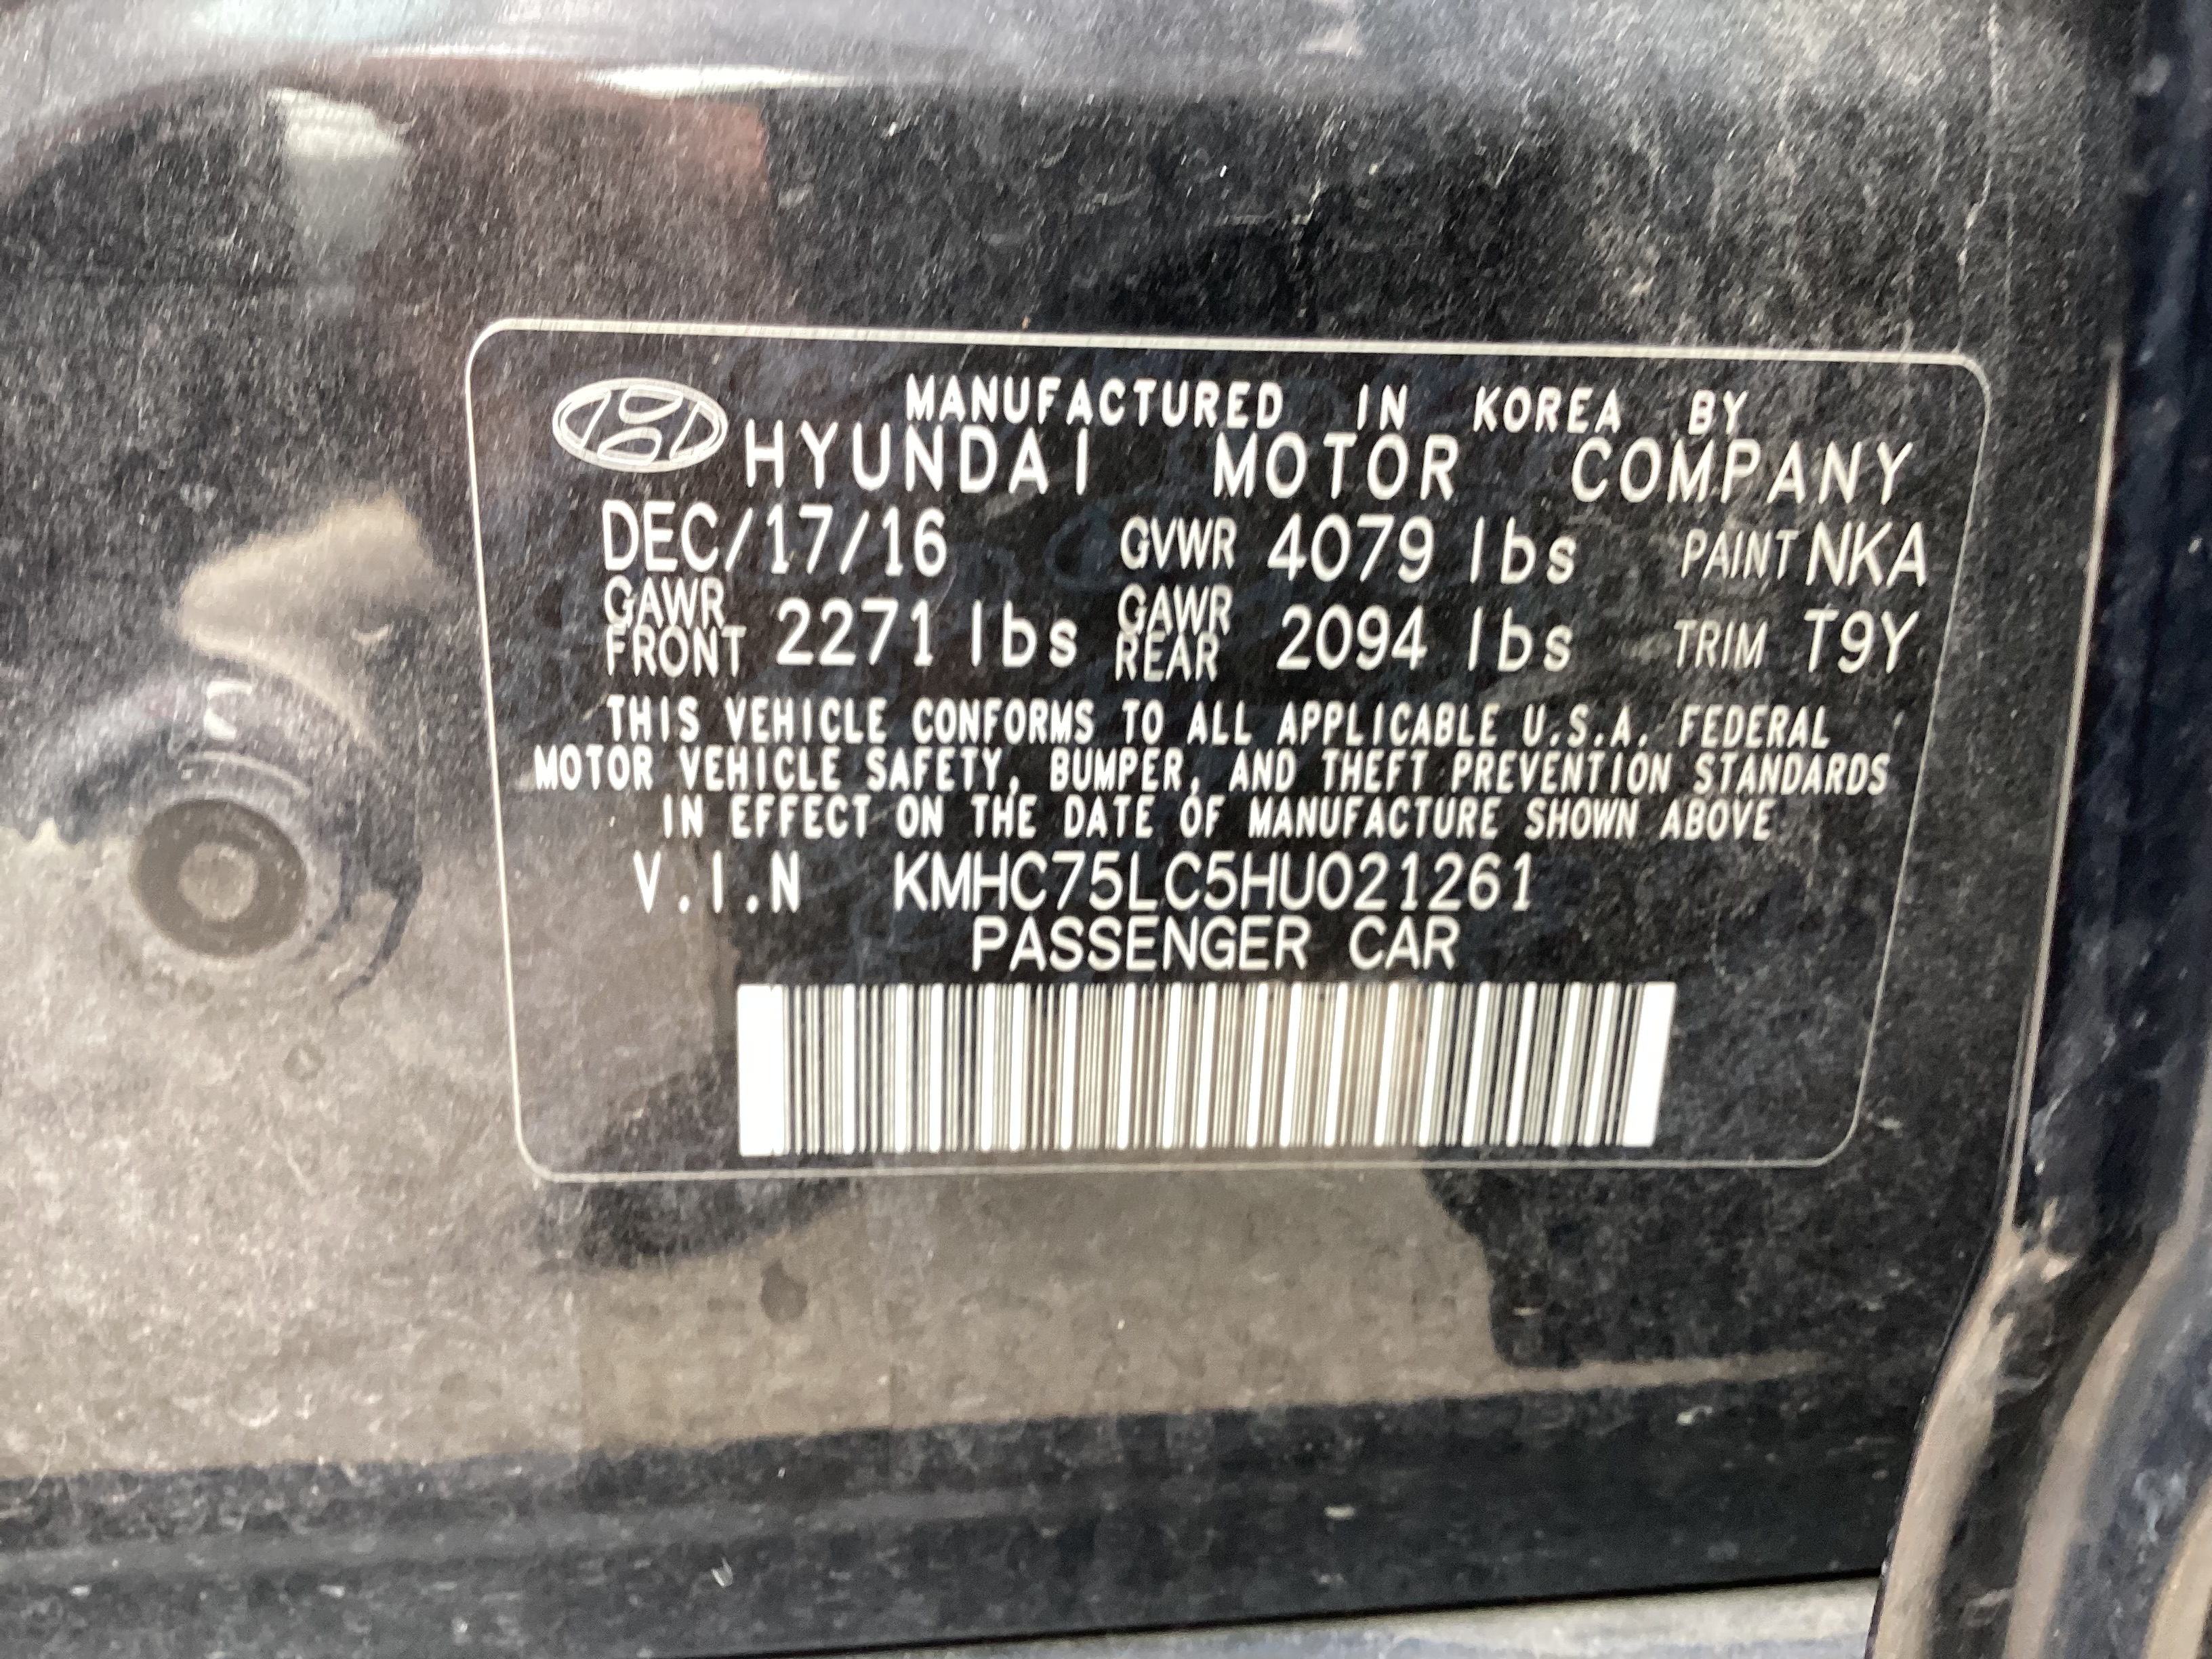 MANUFACTURED IN KOREA BY
HYUNDAI MOTOR COMPANY
DEC/17/16 GVWR 4079 lbs PAINT NKA
GAWR FRONT 2271 lbs GAWR REAR 2094 lbs TRIM T9Y
THIS VEHICLE CONFORMS TO ALL APPLICABLE U.S.A. FEDERAL
MOTOR VEHICLE SAFETY, BUMPER, AND THEFT PREVENTION STANDARDS
IN EFFECT ON THE DATE OF MANUFACTURE SHOWN ABOVE
V.I.N KMHC75LC5HU021261
PASSENGER CAR